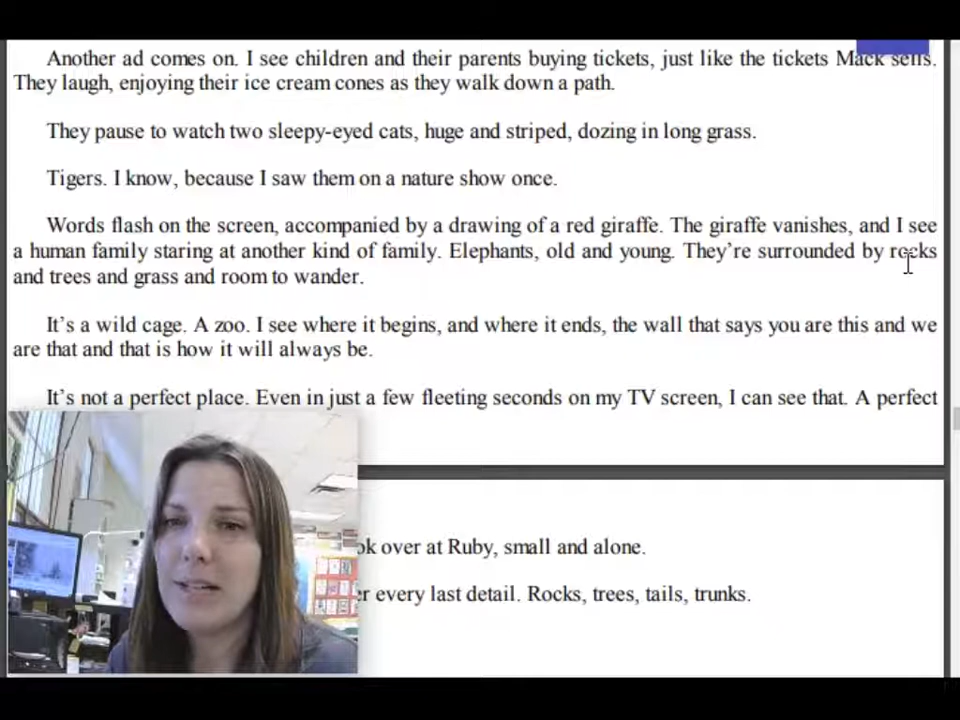 Another ad comes on. I see children and their parents buying tickets, just like the tickets Mack sells.
They laugh, enjoying their ice cream cones as they walk down a path.
They pause to watch two sleepy-eyed cats, huge and striped, dozing in long grass.
Tigers. I know, because I saw them on a nature show once.
Words flash on the screen, accompanied by a drawing of a red giraffe. The giraffe vanishes, and I see
a human family staring at another kind of family. Elephants, old and young. They’re surrounded by rocks
and trees and grass and room to wander.
It’s a wild cage. A zoo. I see where it begins, and where it ends, the wall that says you are this and we
are that and that is how it will always be.
It’s not a perfect place. Even in just a few fleeting seconds on my TV screen, I can see that. A perfect
over at Ruby, small and alone.
every last detail. Rocks, trees, tails, trunks.